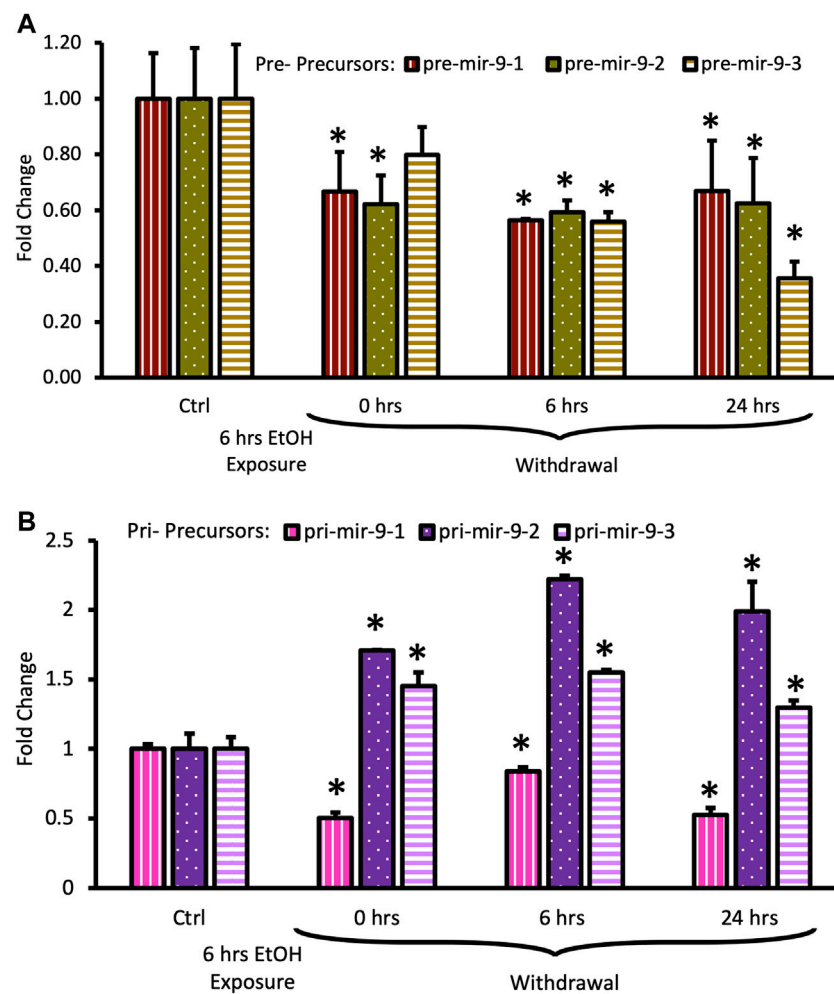 A
Pre- Precursors: pre-mir-9-1 pre-mir-9-2 pre-mir-9-3
Fold Change
1.20
1.00
0.80
0.60
0.40
0.20
0.00
* * * * * * * *
Ctrl 0 hrs 6 hrs 24 hrs
6 hrs EtOH
Exposure
Withdrawal
B
Pri- Precursors: pri-mir-9-1 pri-mir-9-2 pri-mir-9-3
Fold Change
2.5
2
1.5
1
0.5
0
* * * * * * * * *
Ctrl 0 hrs 6 hrs 24 hrs
6 hrs EtOH
Exposure
Withdrawal